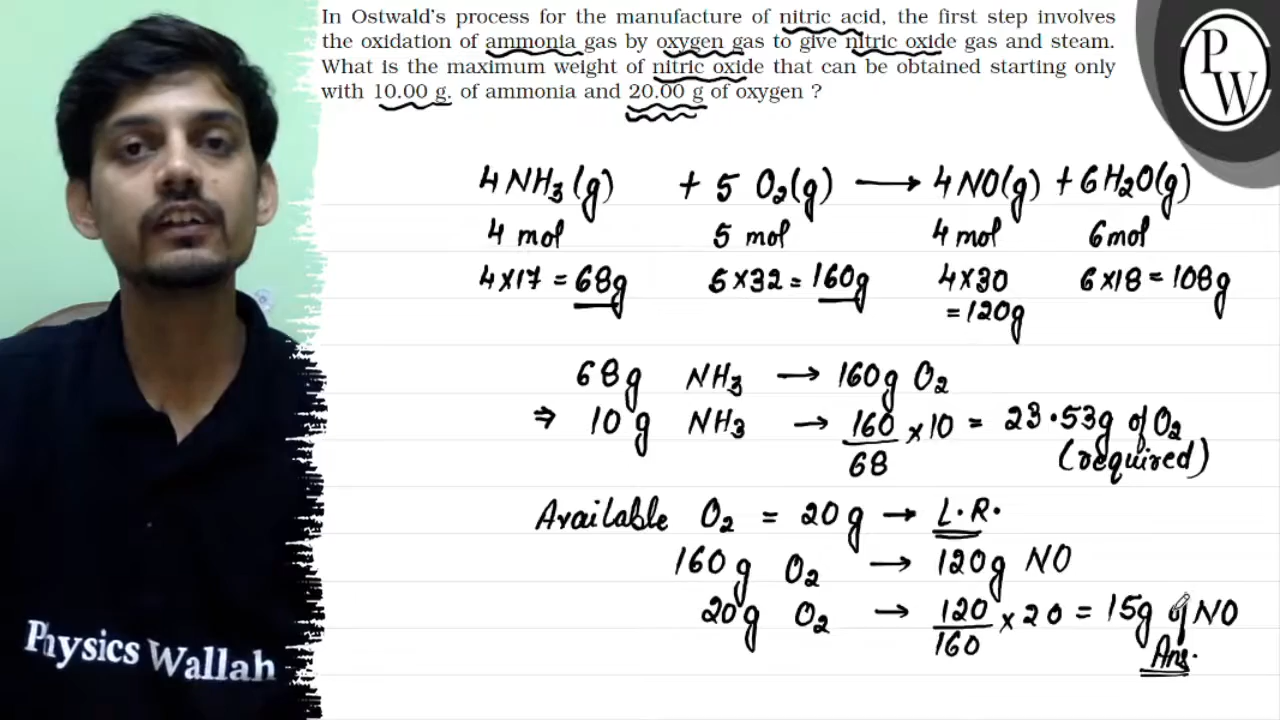 In Ostwald's process for the manufacture of nitric acid, the first step involves
the oxidation of ammonia gas by oxygen gas to give nitric oxide gas and steam.
What is the maximum weight of nitric oxide that can be obtained starting only
with 10.00 g. of ammonia and 20.00 g of oxygen ?
PW
4 NH₃(g) + 5 O₂(g) ⟶ 4NO(g) + 6H₂O(g)
4 mol 5 mol 4 mol 6 mol
4×17 = 68g 5×32 = 160g 4×30 6×18 = 108g
= 120g
68g NH₃ → 160g O₂
⇒ 10g NH₃ → 160/68 ×10 = 23.53g of O₂
(required)
Available O₂ = 20g → L.R.
160g O₂ → 120g NO
20g O₂ → 120/160 × 20 = 15g of NO
Ans.
Physics Wallah